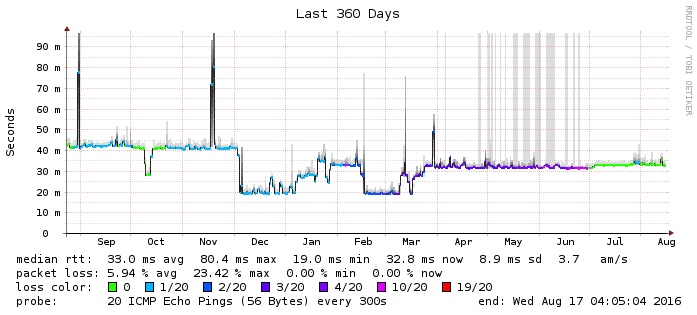 Last 360 Days
RRDTOOL / TOBI OETIKER
Seconds
90 m
80 m
70 m
60 m
50 m
40 m
30 m
20 m
10 m
0
Sep Oct Nov Dec Jan Feb Mar Apr May Jun Jul Aug
median rtt: 33.0 ms avg 80.4 ms max 19.0 ms min 32.8 ms now 8.9 ms sd 3.7 am/s
packet loss: 5.94 % avg 23.42 % max 0.00 % min 0.00 % now
loss color: 0 1/20 2/20 3/20 4/20 10/20 19/20
probe: 20 ICMP Echo Pings (56 Bytes) every 300s end: Wed Aug 17 04:05:04 2016